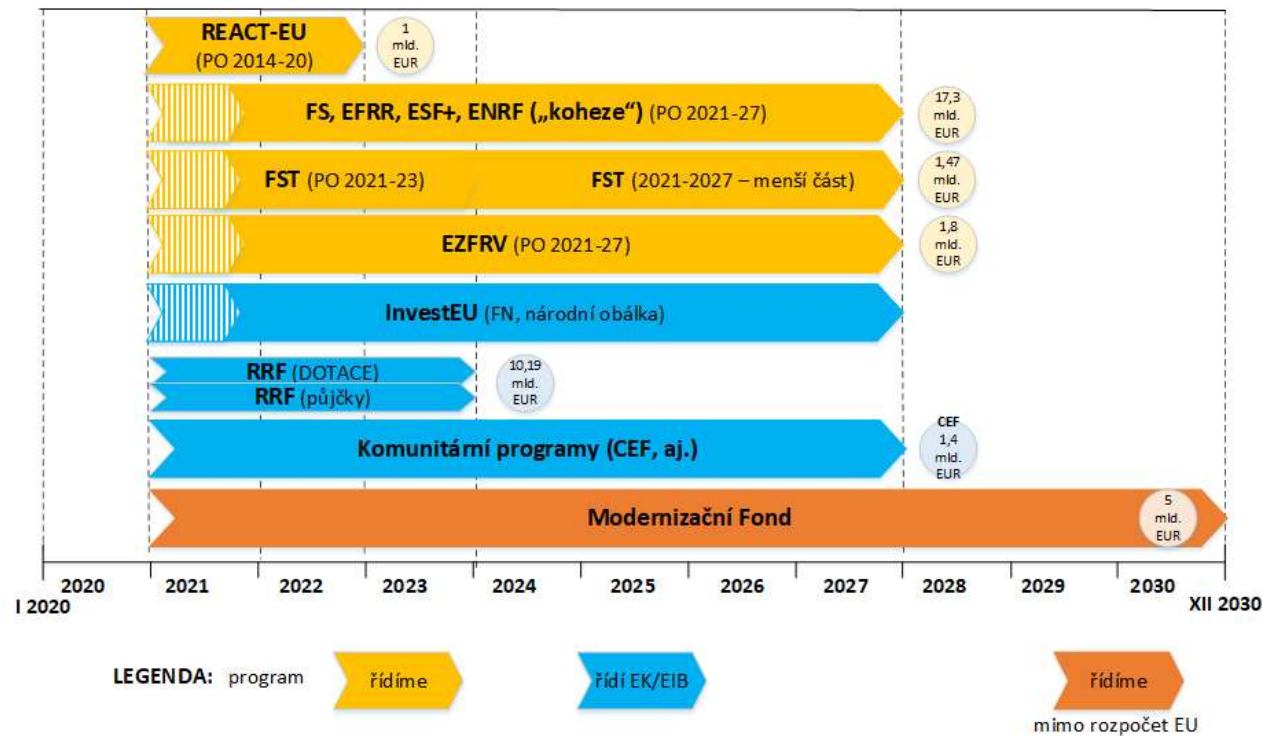 REACT-EU
(PO 2014-20)
1
mld.
EUR
FS, EFRR, ESF+, ENRF („koheze“) (PO 2021-27)
17,3
mld.
EUR
FST (PO 2021-23)
FST (2021-2027 – menší část)
1,47
mld.
EUR
EZFRV (PO 2021-27)
1,8
mld.
EUR
InvestEU (FN, národní obálka)
RRF (DOTACE)
RRF (půjčky)
10,19
mld.
EUR
Komunitární programy (CEF, aj.)
CEF
1,4
mld.
EUR
Modernizační Fond
5
mld.
EUR
2020 2021 2022 2023 2024 2025 2026 2027 2028 2029 2030
I 2020 XII 2030
LEGENDA: program řídíme řídí EK/EIB řídíme
mimo rozpočet EU